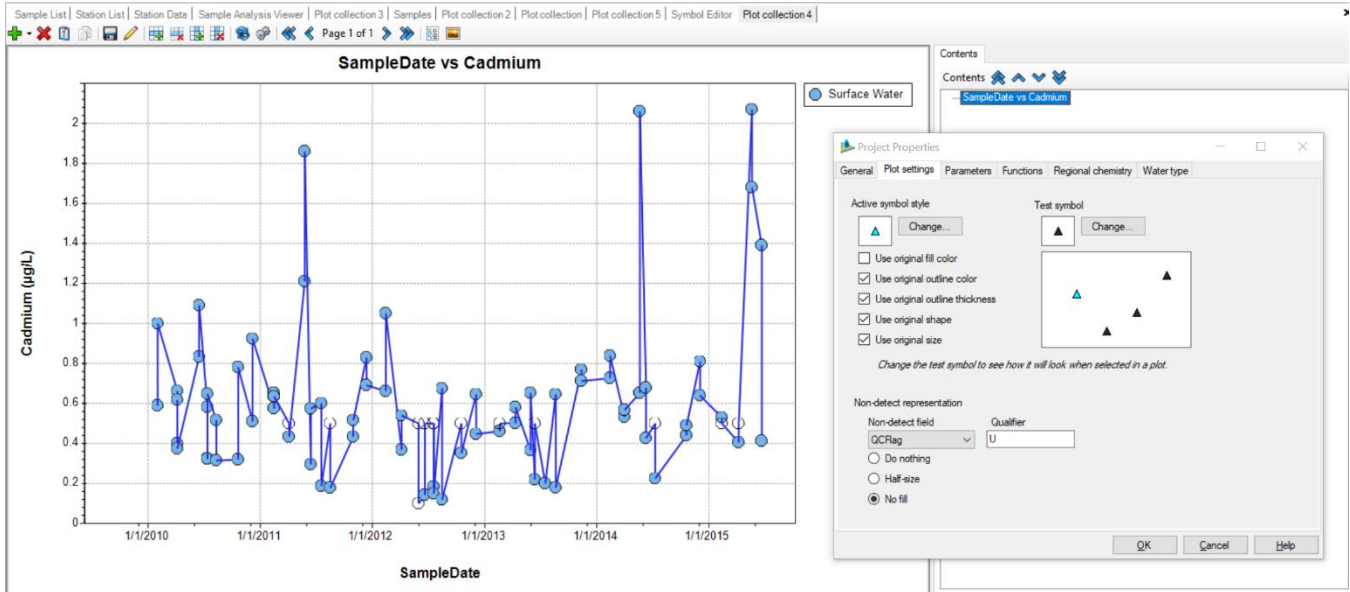 Sample List | Station List | Station Data | Sample Analysis Viewer | Plot collection 3 | Samples | Plot collection 2 | Plot collection | Plot collection 5 | Symbol Editor | Plot collection 4
Page 1 of 1
SampleDate vs Cadmium
Surface Water
Cadmium (µg/L)
2
1.8
1.6
1.4
1.2
1
0.8
0.6
0.4
0.2
0
1/1/2010 1/1/2011 1/1/2012 1/1/2013 1/1/2014 1/1/2015
SampleDate
Contents
Contents
SampleDate vs Cadmium
Project Properties
General Plot settings Parameters Functions Regional chemistry Water type
Active symbol style Test symbol
Change... Change...
Use original fill color
Use original outline color
Use original outline thickness
Use original shape
Use original size
Change the test symbol to see how it will look when selected in a plot.
Non-detect representation
Non-detect field Qualifier
QCFlag U
Do nothing
Half-size
No fill
OK Cancel Help